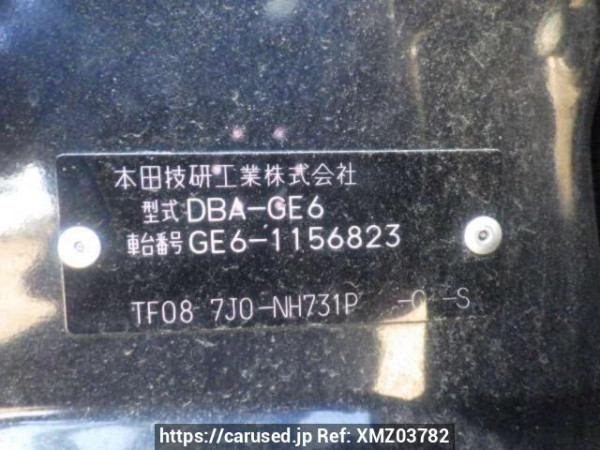 本田技研工業株式会社
型式 DBA-GE6
車台番号 GE6-1156823
TF08 7J0-NH731P -0 -S
https://carused.jp Ref: XMZ03782